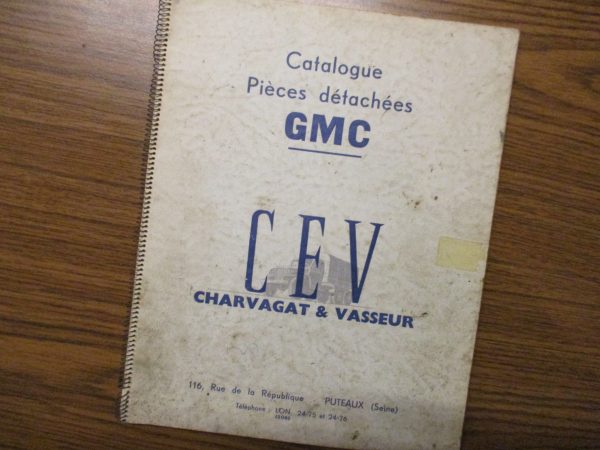 Catalogue
Pièces détachées
GMC
CEV
CHARVAGAT & VASSEUR
116, Rue de la République PUTEAUX (Seine)
Téléphone : LON. 24-75 et 24-76